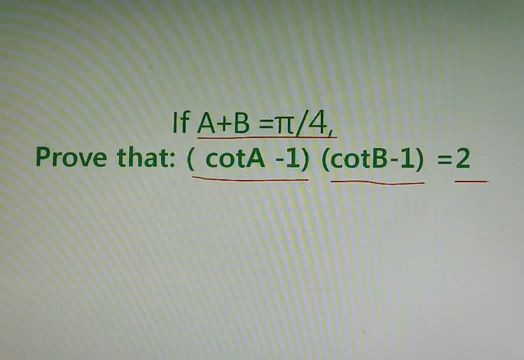 If A+B =π/4,
Prove that: ( cotA -1) (cotB-1) =2